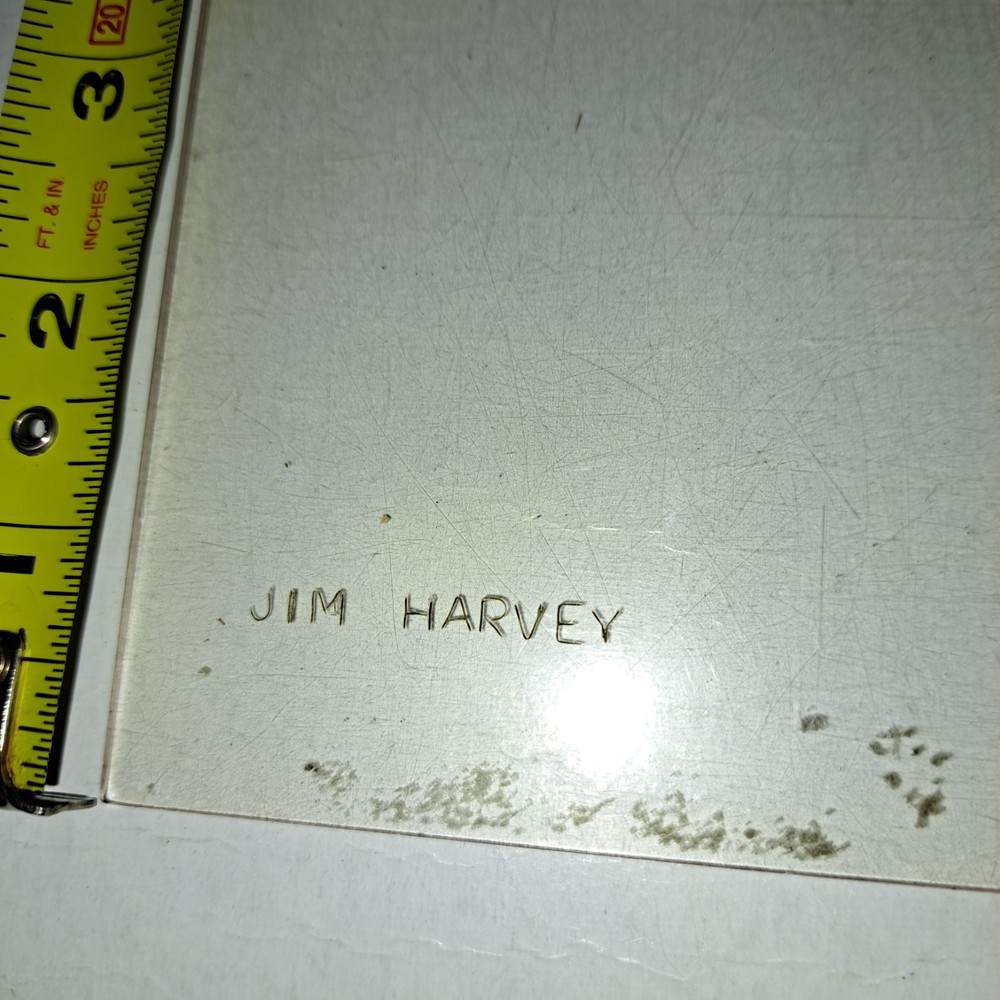 20
3
FT. & IN.
INCHES
2
1
JIM HARVEY